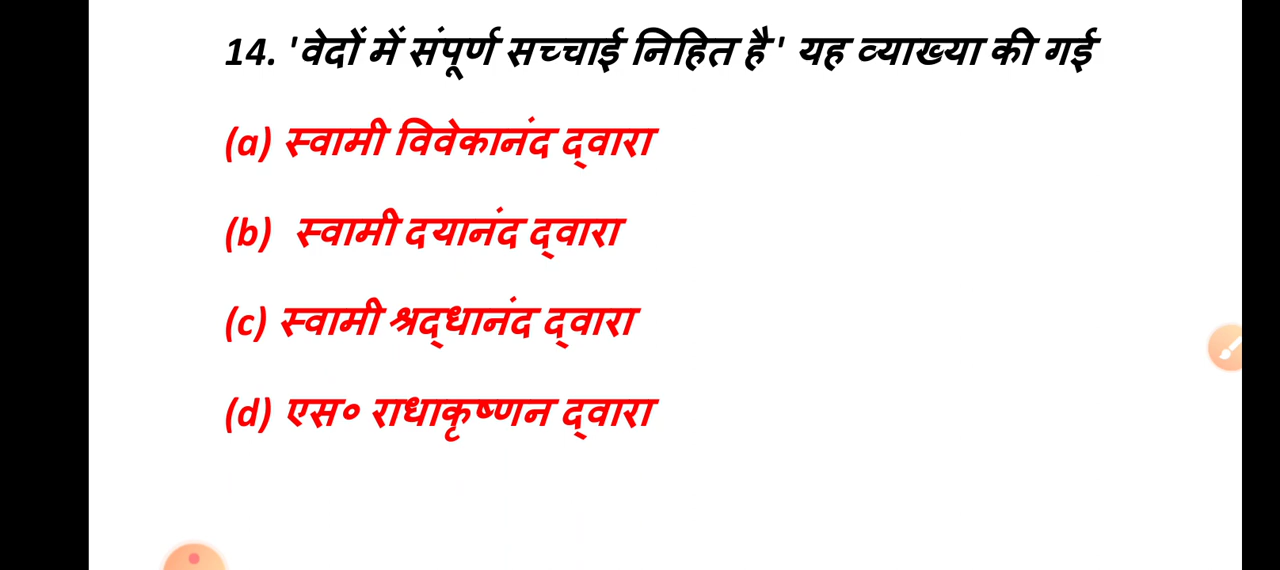 14. 'वेदों में संपूर्ण सच्चाई निहित है' यह व्याख्या की गई
(a) स्वामी विवेकानंद द्वारा
(b) स्वामी दयानंद द्वारा
(c) स्वामी श्रद्धानंद द्वारा
(d) एस० राधाकृष्णन द्वारा